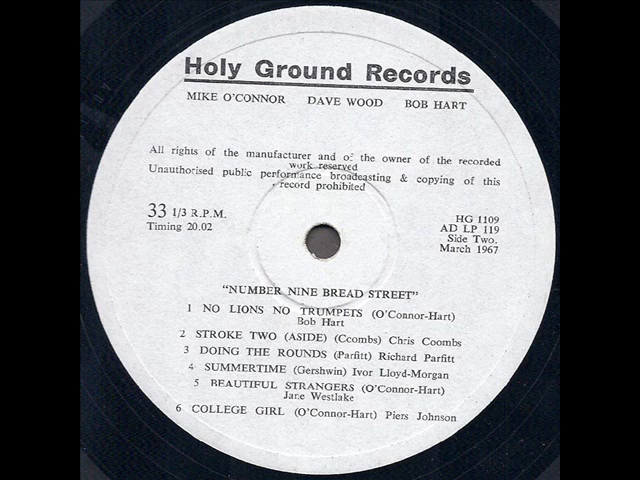 Holy Ground Records
MIKE O'CONNOR DAVE WOOD BOB HART
All rights of the manufacturer and of the owner of the recorded
work reserved
Unauthorised public performance broadcasting & copying of this
record prohibited
33 1/3 R.P.M.
Timing 20.02
HG 1109
AD LP 119
Side Two.
March 1967
"NUMBER NINE BREAD STREET"
1 NO LIONS NO TRUMPETS (O'Connor-Hart)
Bob Hart
2 STROKE TWO (ASIDE) (Ccombs) Chris Coombs
3 DOING THE ROUNDS (Parfitt) Richard Parfitt
4 SUMMERTIME (Gershwin) Ivor Lloyd-Morgan
5 BEAUTIFUL STRANGERS (O'Connor-Hart)
Jane Westlake
6 COLLEGE GIRL (O'Connor-Hart) Piers Johnson